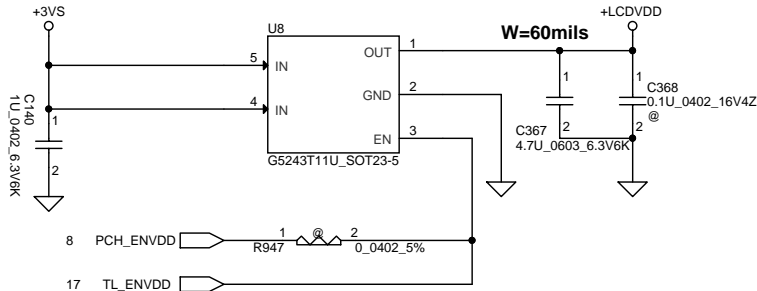 +3VS
+LCDVDD
U8
W=60mils
OUT
1
5
IN
GND
2
4
IN
EN
3
G5243T11U_SOT23-5
C140
1U_0402_6.3V6K
1
2
1
2
C367
4.7U_0603_6.3V6K
1
2
C368
0.1U_0402_16V4Z
@
8 PCH_ENVDD
1
@
2
R947
0_0402_5%
17 TL_ENVDD